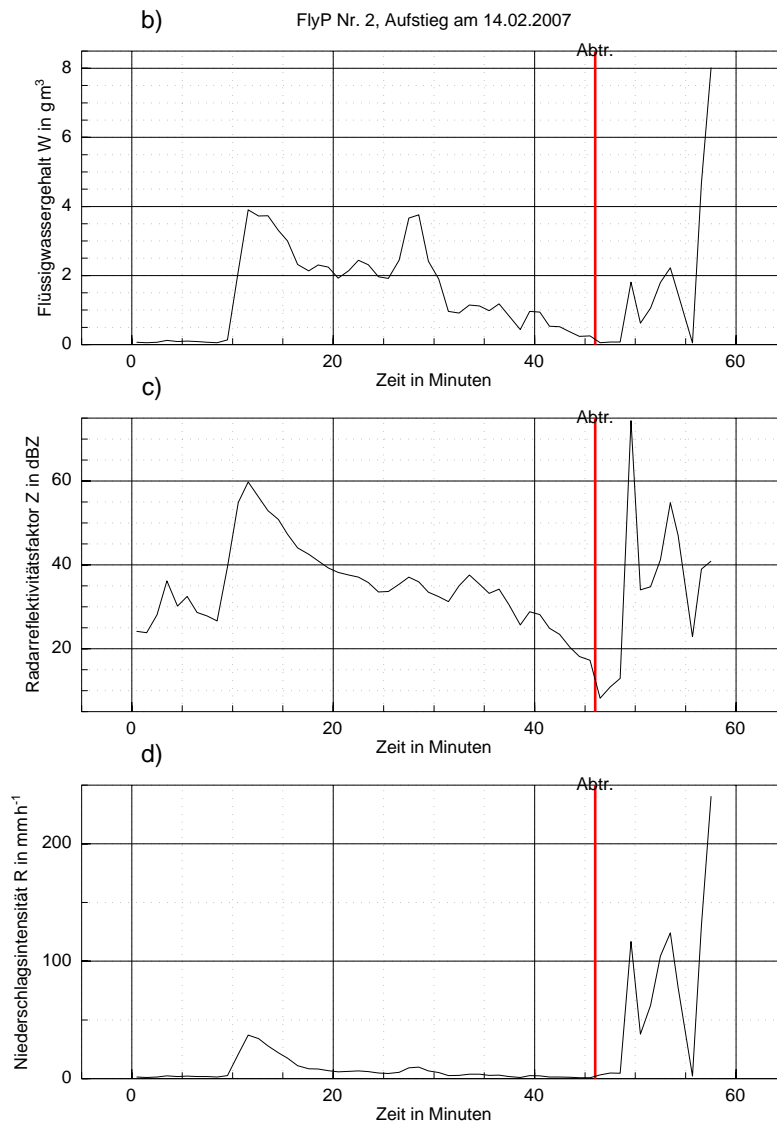 b)
FlyP Nr. 2, Aufstieg am 14.02.2007
Abtr.
Flüssigwassergehalt W in gm³
8
6
4
2
0
0 20 40 60
Zeit in Minuten
c)
Abtr.
Radarreflektivitätsfaktor Z in dBZ
60
40
20
0 20 40 60
Zeit in Minuten
d)
Abtr.
Niederschlagsintensität R in mmh⁻¹
200
100
0
0 20 40 60
Zeit in Minuten